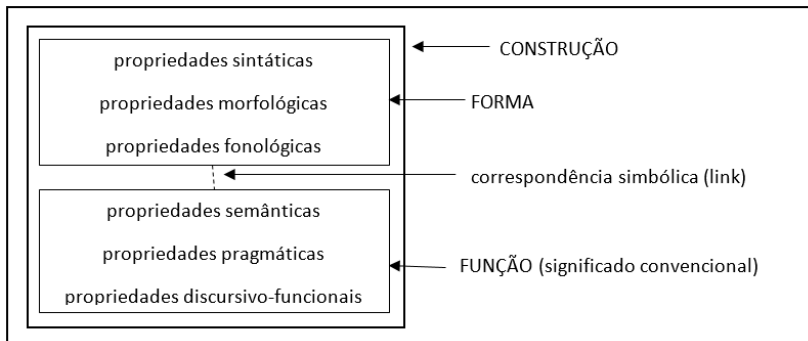 propriedades sintáticas
CONSTRUÇÃO
propriedades morfológicas
FORMA
propriedades fonológicas
correspondência simbólica (link)
propriedades semânticas
propriedades pragmáticas
FUNÇÃO (significado convencional)
propriedades discursivo-funcionais